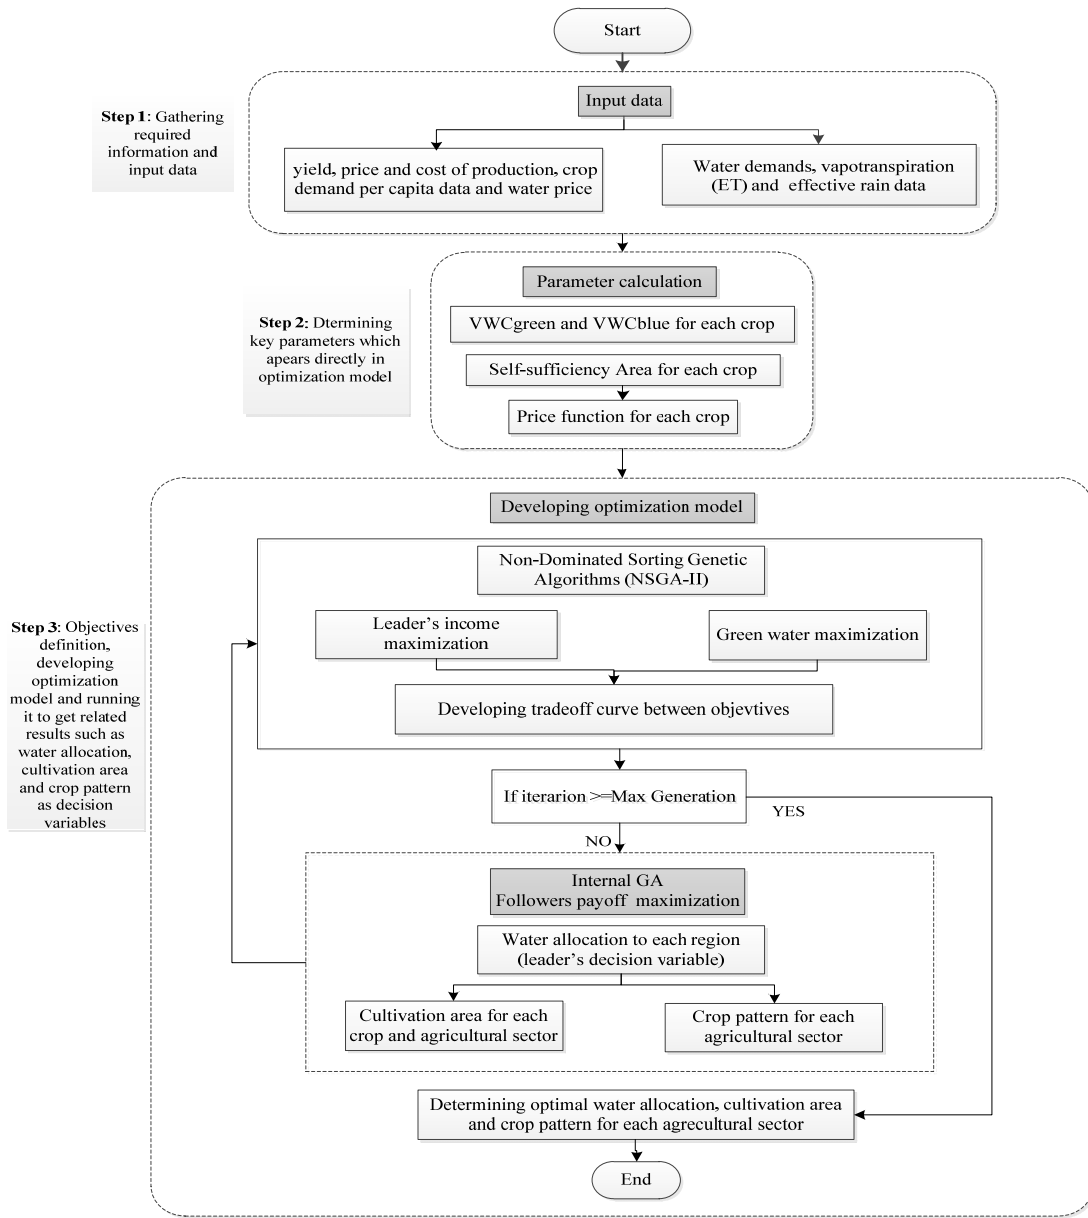 Start
Step 1: Gathering
required
information and
input data
Input data
yield, price and cost of production, crop
demand per capita data and water price
Water demands, vapotranspiration
(ET) and effective rain data
Step 2: Dtermining
key parameters which
apears directly in
optimization model
Parameter calculation
VWCgreen and VWCblue for each crop
Self-sufficiency Area for each crop
Price function for each crop
Step 3: Objectives
definition,
developing
optimization
model and running
it to get related
results such as
water allocation,
cultivation area
and crop pattern
as decision
variables
Developing optimization model
Non-Dominated Sorting Genetic
Algorithms (NSGA-II)
Leader's income
maximization
Green water maximization
Developing tradeoff curve between objevtives
If iterarion >=Max Generation
YES
NO
Internal GA
Followers payoff maximization
Water allocation to each region
(leader's decision variable)
Cultivation area for each
crop and agricultural sector
Crop pattern for each
agricultural sector
Determining optimal water allocation, cultivation area
and crop pattern for each agrecultural sector
End